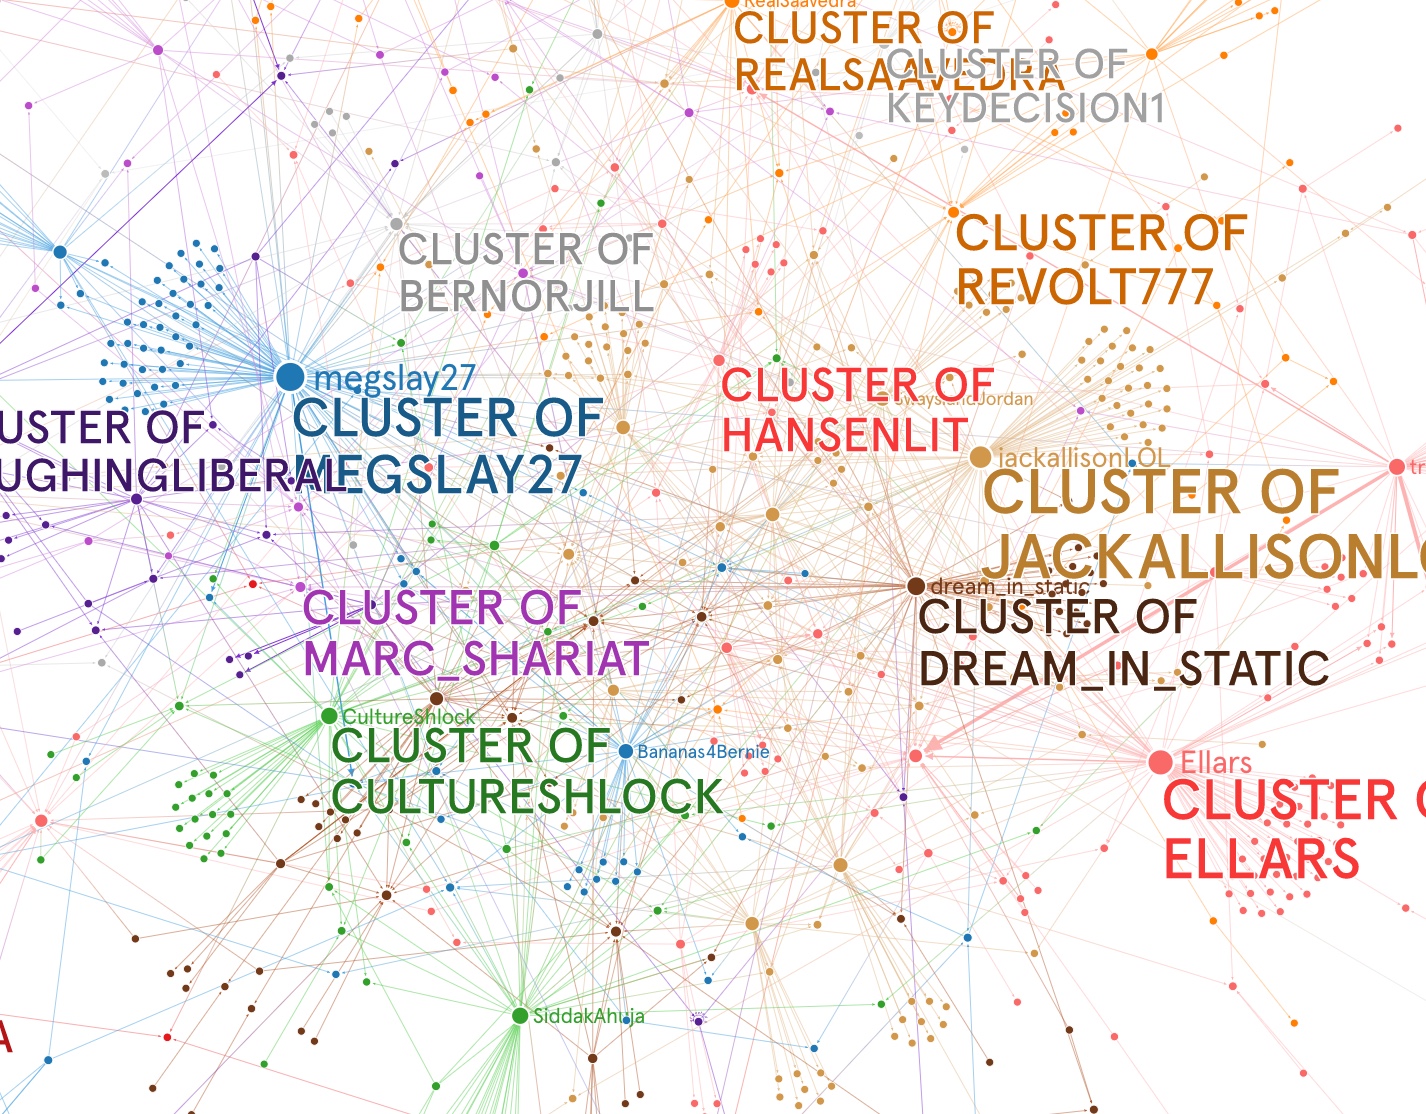 RealSaavedra
CLUSTER OF
REALSAAVEDRA
CLUSTER OF
KEYDECISION1
CLUSTER OF
REVOLT777
CLUSTER OF
BERNORJILL
megslay27
CLUSTER OF
MEGSLAY27
USTER OF
UGHINGLIBERAL
CLUSTER OF
HANSENLIT
SwayslandJordan
jackallisonLOL
CLUSTER OF
JACKALLISONLO
tr
dream_in_static
CLUSTER OF
DREAM_IN_STATIC
CLUSTER OF
MARC_SHARIAT
CultureShlock
CLUSTER OF
CULTURESHLOCK
Bananas4Bernie
Ellars
CLUSTER O
ELLARS
SiddakAhuja
A